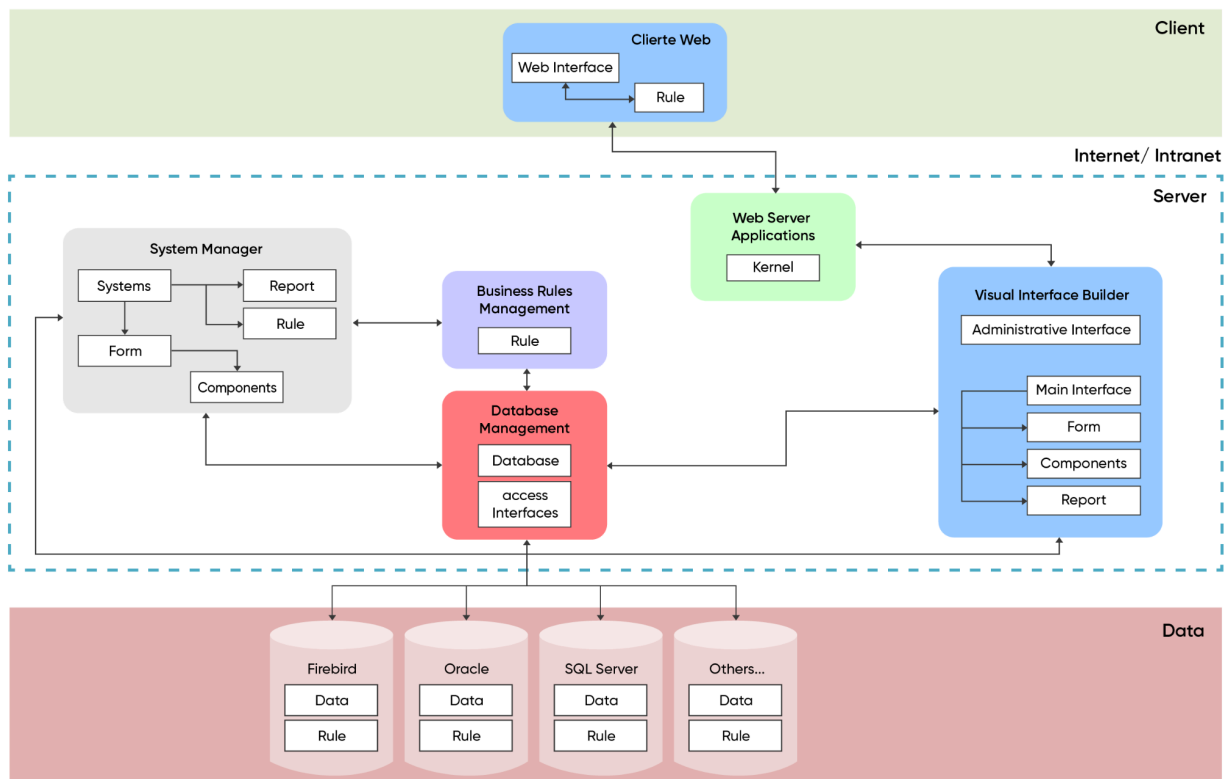 Client
Clierte Web
Web Interface
Rule
Internet/ Intranet
Server
Web Server
Applications
Kernel
System Manager
Systems
Report
Rule
Form
Components
Business Rules
Management
Rule
Visual Interface Builder
Administrative Interface
Main Interface
Form
Components
Report
Database
Management
Database
access
Interfaces
Data
Firebird
Data
Rule
Oracle
Data
Rule
SQL Server
Data
Rule
Others...
Data
Rule